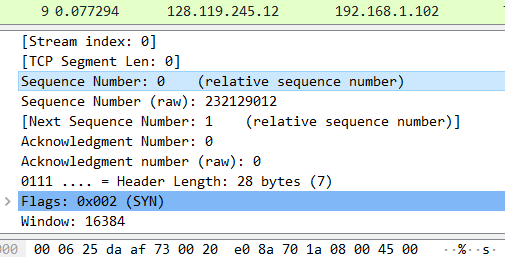 9 0.077294 128.119.245.12 192.168.1.102
[Stream index: 0]
[TCP Segment Len: 0]
Sequence Number: 0 (relative sequence number)
Sequence Number (raw): 232129012
[Next Sequence Number: 1 (relative sequence number)]
Acknowledgment Number: 0
Acknowledgment number (raw): 0
0111 .... = Header Length: 28 bytes (7)
Flags: 0x002 (SYN)
Window: 16384
00 06 25 da af 73 00 20 e0 8a 70 1a 08 00 45 00 ··%··s·